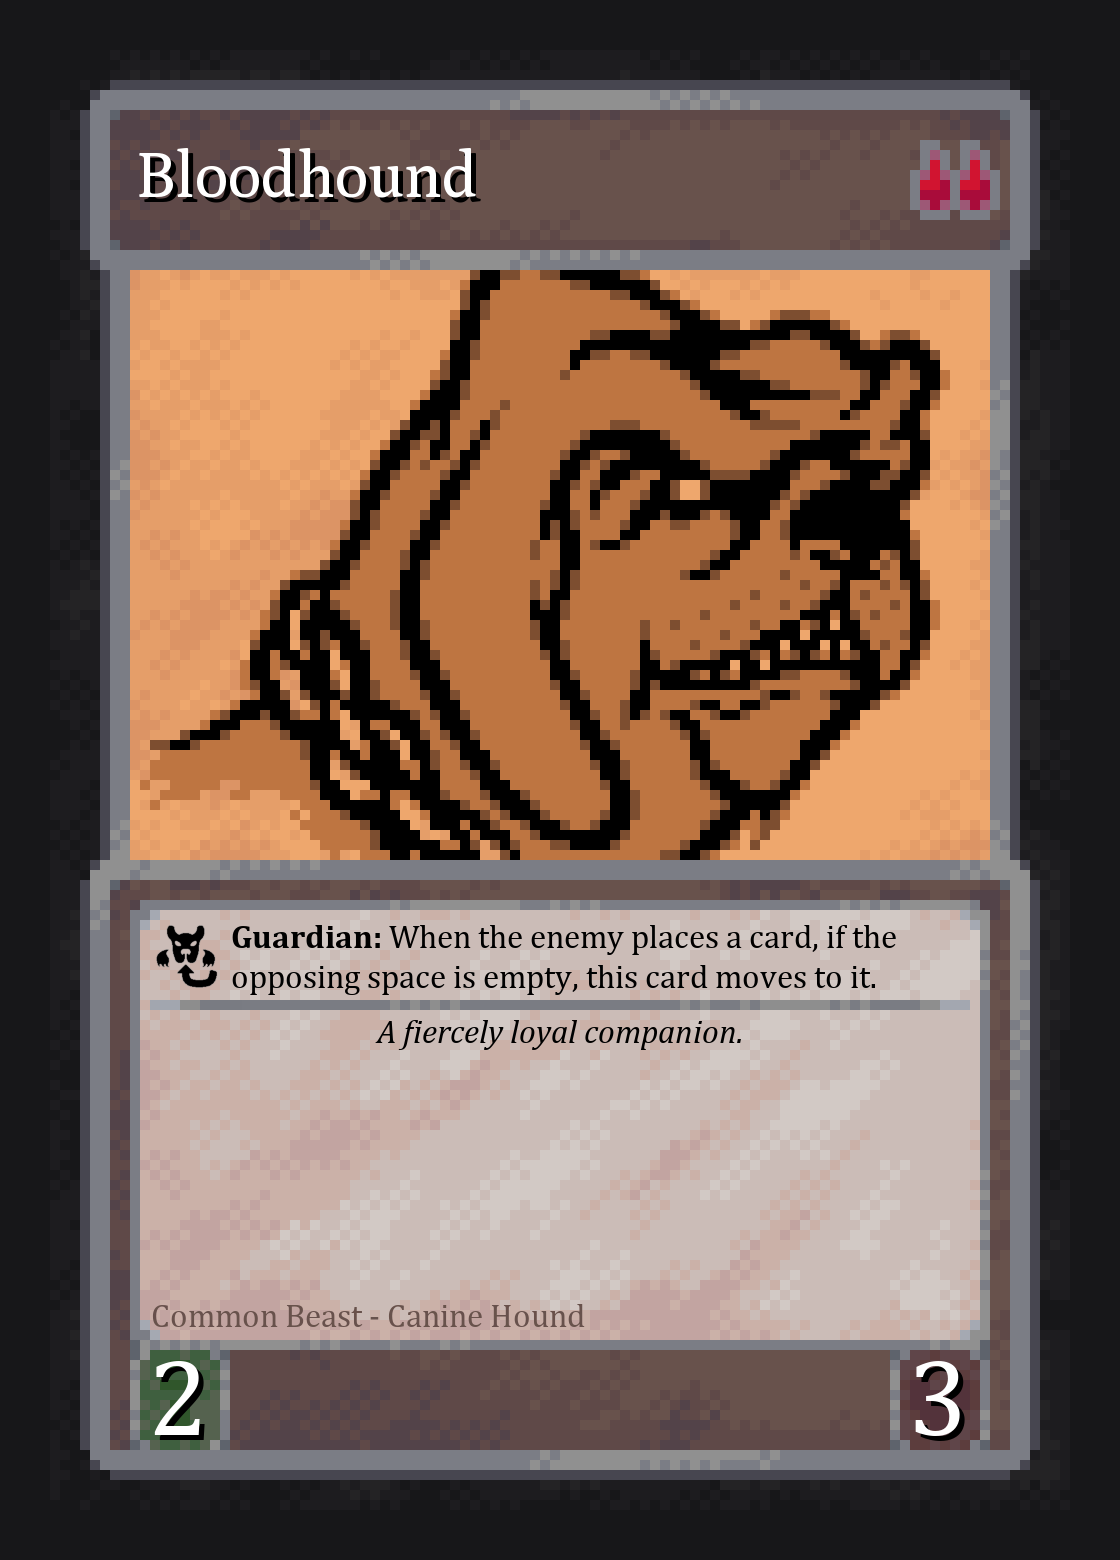 Bloodhound
Guardian: When the enemy places a card, if the
opposing space is empty, this card moves to it.
A fiercely loyal companion.
Common Beast - Canine Hound
2
3